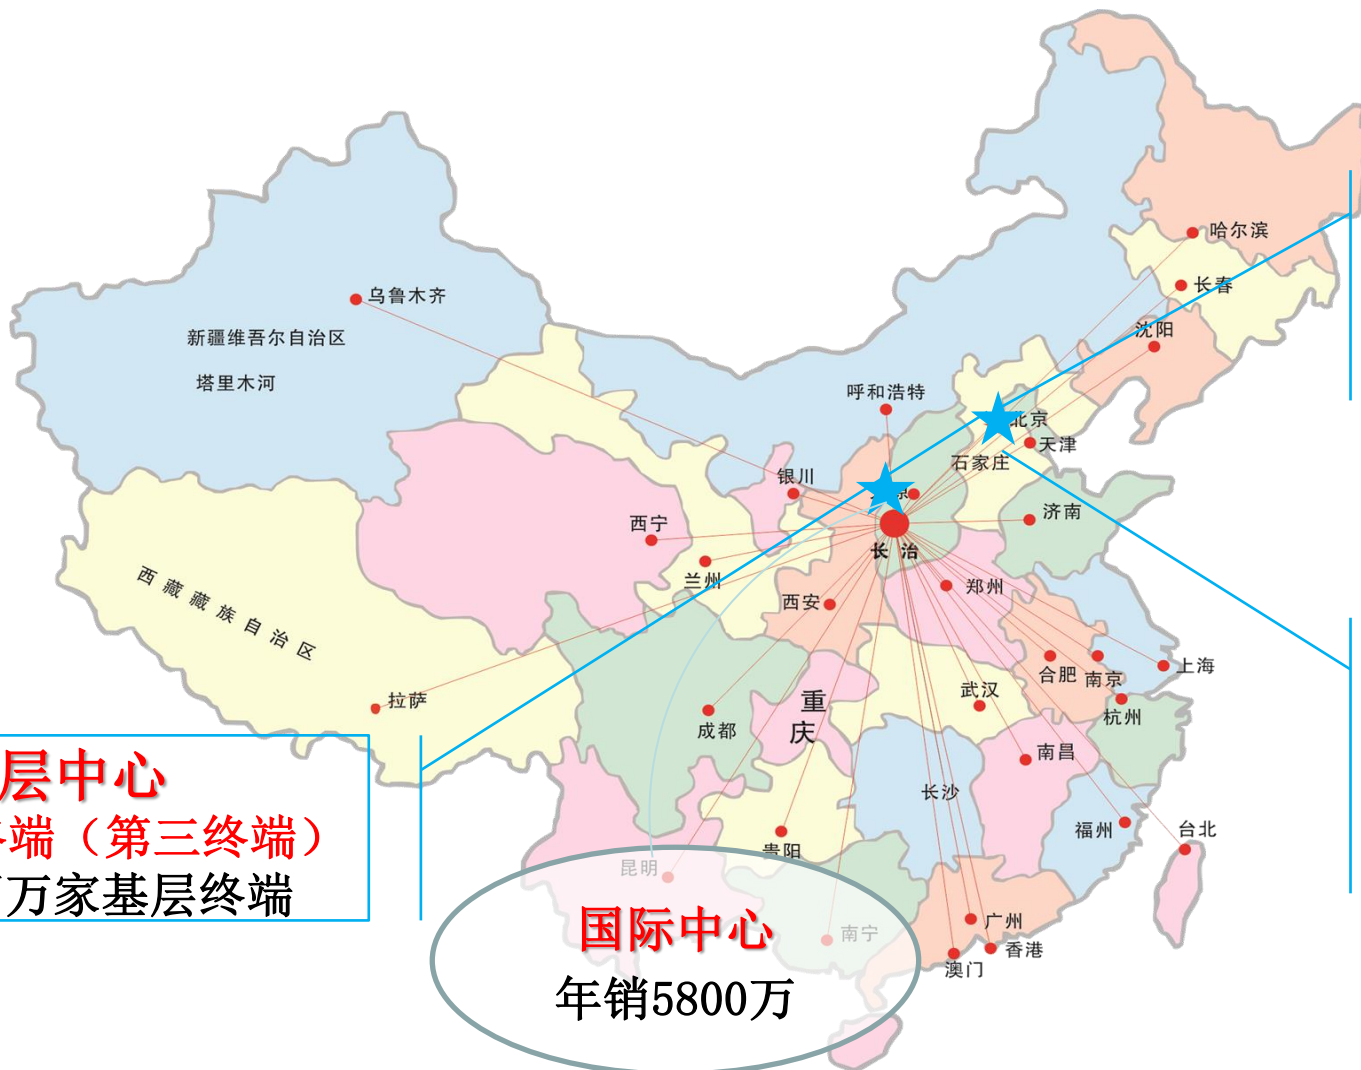 哈尔滨
长春
乌鲁木齐
沈阳
新疆维吾尔自治区
塔里木河
呼和浩特
北京
天津
石家庄
银川
济南
西宁
长 治
兰州
西藏藏族自治区
郑州
西安
上海
合肥
南京
武汉
拉萨
重
庆
杭州
成都
南昌
层中心
长沙
终端（第三终端）
福州
台北
贵阳
昆明
万家基层终端
国际中心
广州
南宁
香港
澳门
年销5800万